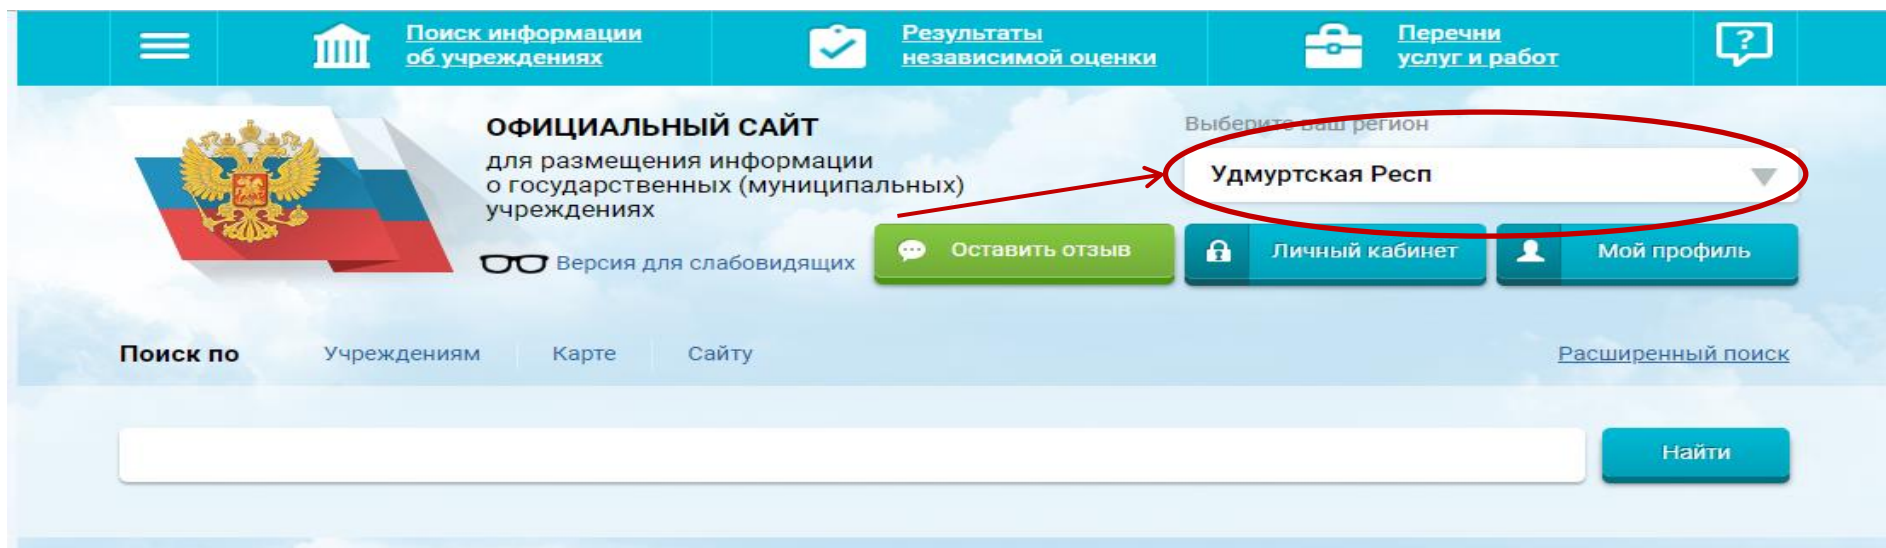 Поиск информации
об учреждениях
Результаты
независимой оценки
Перечни
услуг и работ
?
ОФИЦИАЛЬНЫЙ САЙТ
для размещения информации
о государственных (муниципальных)
учреждениях
Версия для слабовидящих
Выберите ваш регион
Удмуртская Респ
Оставить отзыв
Личный кабинет
Мой профиль
Поиск по
Учреждениям
Карте
Сайту
Расширенный поиск
Найти